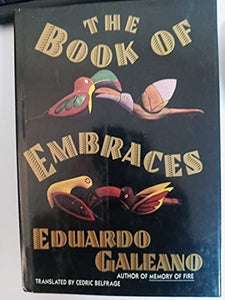 THE
BOOK OF
EMBRACES
EDUARDO
GALEANO
AUTHOR OF MEMORY OF FIRE
TRANSLATED BY CEDRIC BELFRAGE